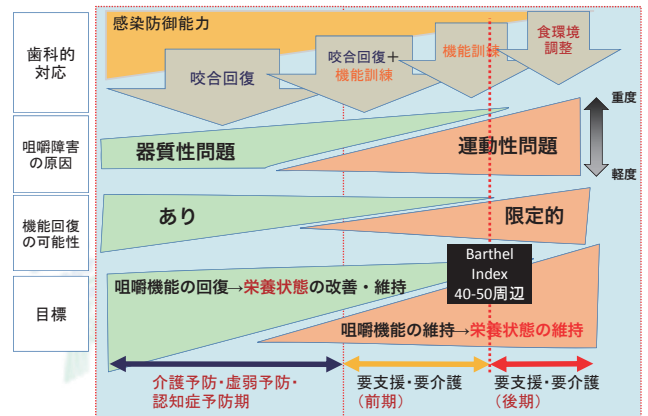 感染防御能力
歯科的
対応
咬合回復
咬合回復+
機能訓練
機能訓練
食環境
調整
重度
咀嚼障害
の原因
器質性問題
運動性問題
軽度
機能回復
の可能性
あり
限定的
Barthel
Index
40-50周辺
目標
咀嚼機能の回復→栄養状態の改善・維持
咀嚼機能の維持→栄養状態の維持
介護予防・虚弱予防・
認知症予防期
要支援・要介護
(前期)
要支援・要介護
(後期)